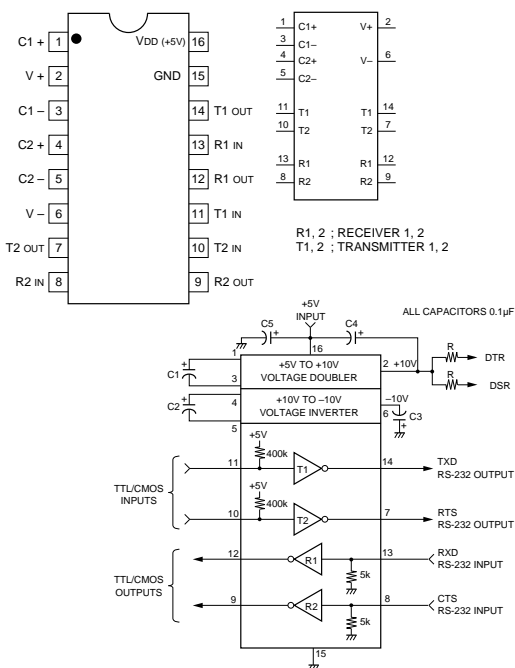 C1 + 1 VDD (+5V) 16
V + 2 GND 15
C1 – 3 14 T1 OUT
C2 + 4 13 R1 IN
C2 – 5 12 R1 OUT
V – 6 11 T1 IN
T2 OUT 7 10 T2 IN
R2 IN 8 9 R2 OUT
1 C1+ V+ 2
3 C1–
4 C2+ V– 6
5 C2–
11 T1 T1 14
10 T2 T2 7
13 R1 R1 12
8 R2 R2 9
R1, 2 ; RECEIVER 1, 2
T1, 2 ; TRANSMITTER 1, 2
+5V
INPUT
ALL CAPACITORS 0.1μF
C5 + C4 +
16
1
C1 +
3
+5V TO +10V
VOLTAGE DOUBLER
2 +10V
R DTR
R DSR
4
C2 +
5
+10V TO –10V
VOLTAGE INVERTER
–10V
6 + C3
+5V
400k
11 T1 14
TXD
RS-232 OUTPUT
TTL/CMOS
INPUTS
+5V
400k
10 T2 7
RTS
RS-232 OUTPUT
12 R1 13
5k
RXD
RS-232 INPUT
TTL/CMOS
OUTPUTS
9 R2 8
5k
CTS
RS-232 INPUT
15